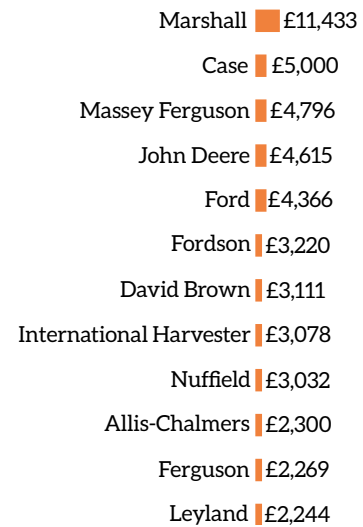 Marshall £11,433
Case £5,000
Massey Ferguson £4,796
John Deere £4,615
Ford £4,366
Fordson £3,220
David Brown £3,111
International Harvester £3,078
Nuffield £3,032
Allis-Chalmers £2,300
Ferguson £2,269
Leyland £2,244